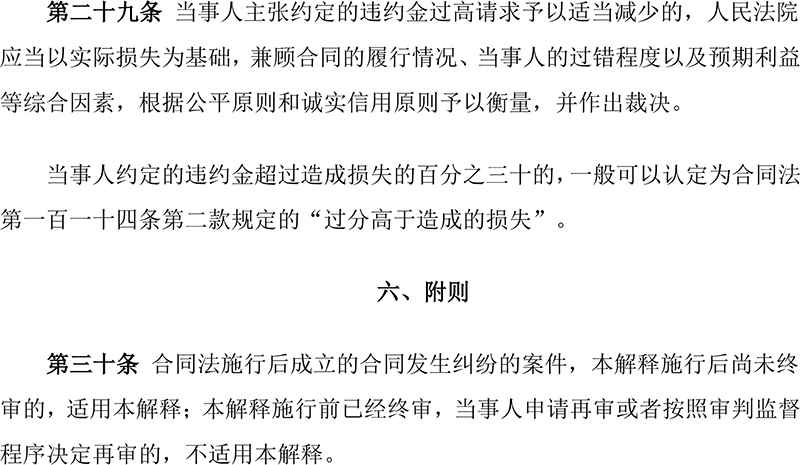 第二十九条 当事人主张约定的违约金过高请求予以适当减少的，人民法院
应当以实际损失为基础，兼顾合同的履行情况、当事人的过错程度以及预期利益
等综合因素，根据公平原则和诚实信用原则予以衡量，并作出裁决。
当事人约定的违约金超过造成损失的百分之三十的，一般可以认定为合同法
第一百一十四条第二款规定的“过分高于造成的损失”。
六、附则
第三十条 合同法施行后成立的合同发生纠纷的案件，本解释施行后尚未终
审的，适用本解释；本解释施行前已经终审，当事人申请再审或者按照审判监督
程序决定再审的，不适用本解释。